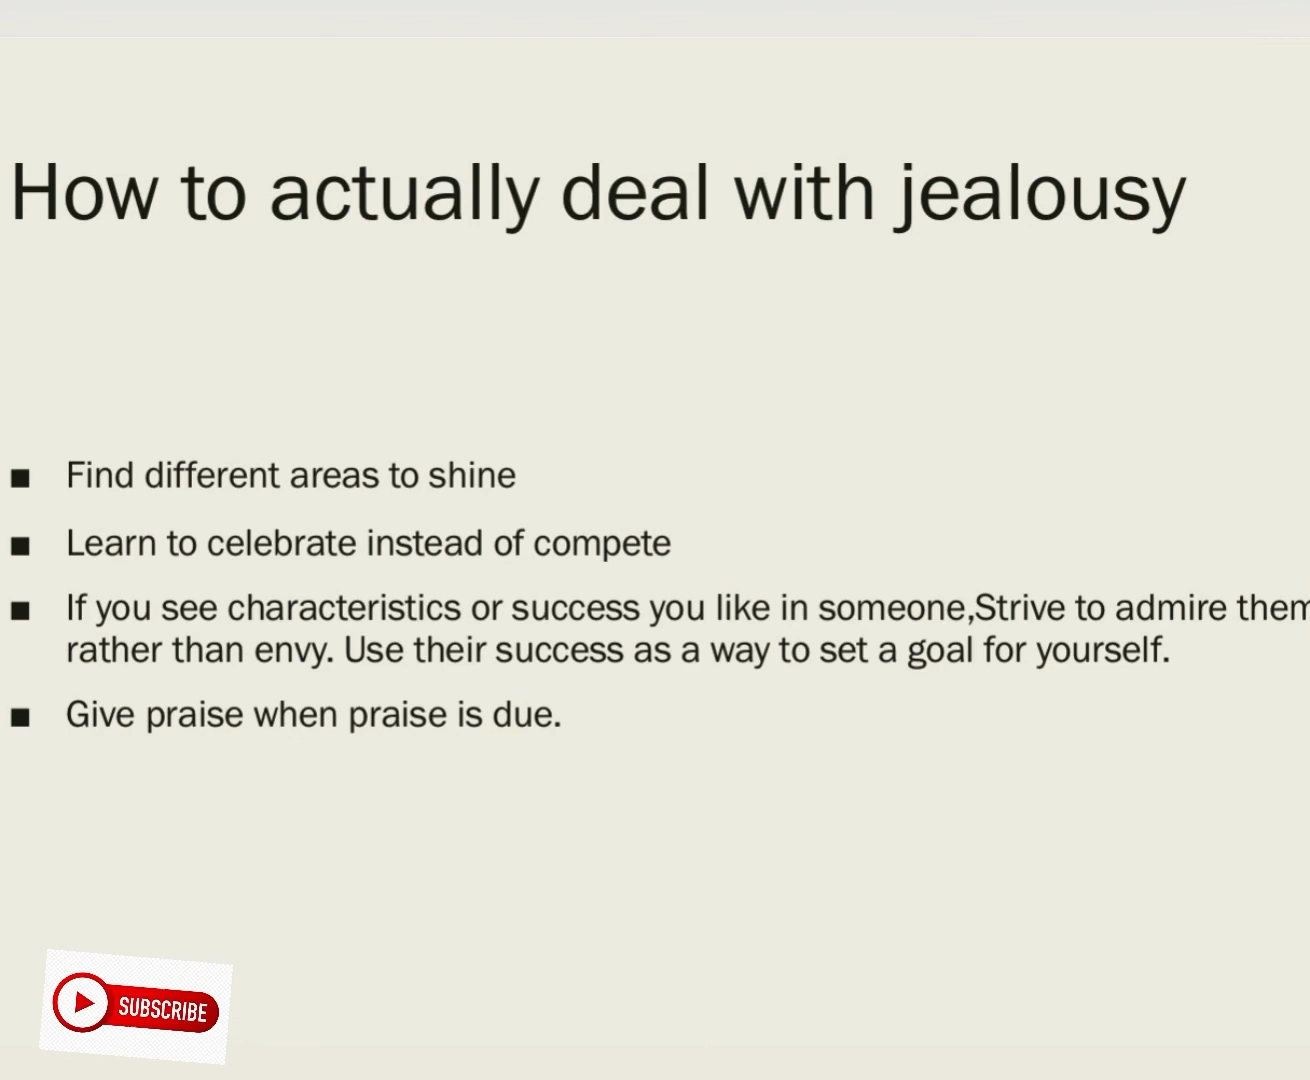 How to actually deal with jealousy
■ Find different areas to shine
■ Learn to celebrate instead of compete
■ If you see characteristics or success you like in someone,Strive to admire them
rather than envy. Use their success as a way to set a goal for yourself.
■ Give praise when praise is due.
SUBSCRIBE